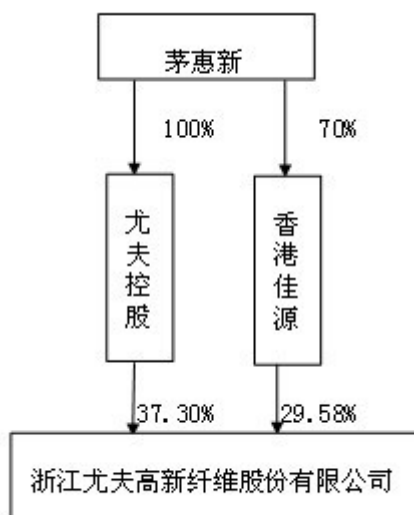 茅惠新
100% 70%
尤夫控股
香港佳源
37.30% 29.58%
浙江尤夫高新纤维股份有限公司